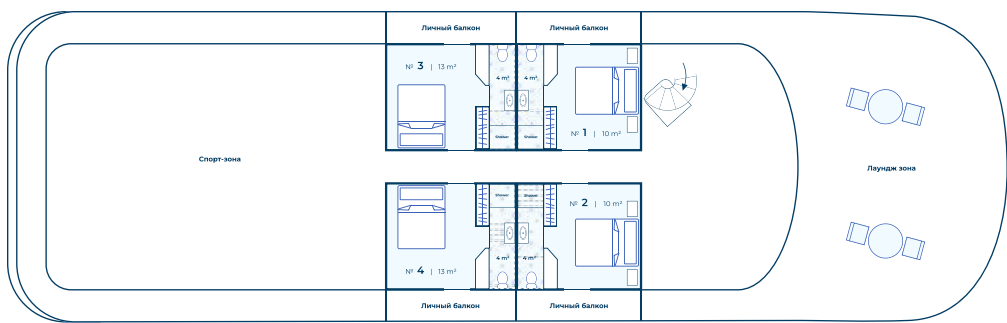 Личный балкон
Личный балкон
№ 3 | 13 m²
4 m²
4 m²
№ 1 | 10 m²
Shower
Shower
Спорт-зона
Лаундж зона
Shower
Shower
№ 2 | 10 m²
4 m²
4 m²
№ 4 | 13 m²
Личный балкон
Личный балкон